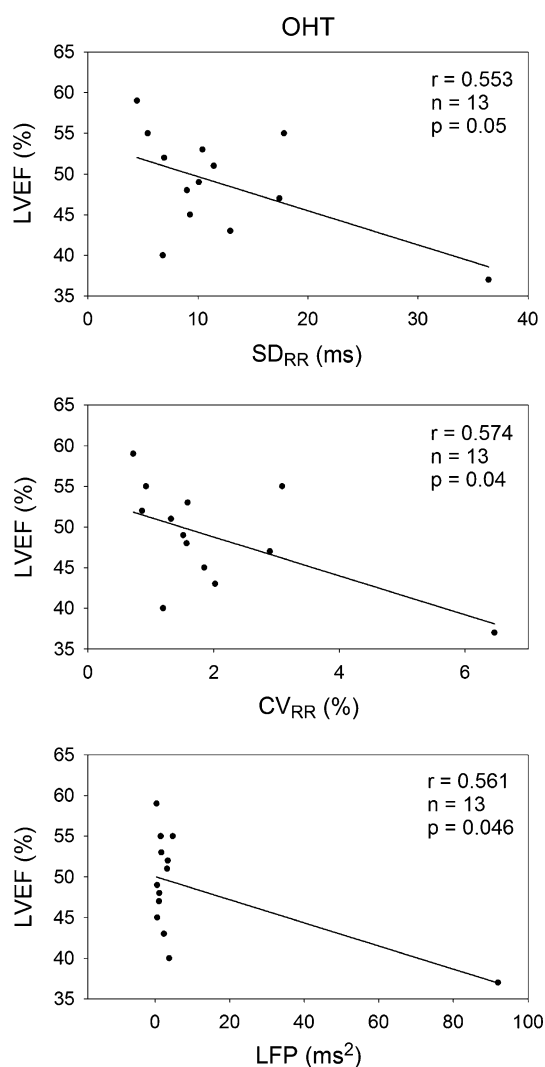 OHT
65
60
55
50
45
40
35
LVEF (%)
r = 0.553
n = 13
p = 0.05
0 10 20 30 40
SDRR (ms)
65
60
55
50
45
40
35
LVEF (%)
r = 0.574
n = 13
p = 0.04
0 2 4 6
CVRR (%)
65
60
55
50
45
40
35
LVEF (%)
r = 0.561
n = 13
p = 0.046
0 20 40 60 80 100
LFP (ms²)